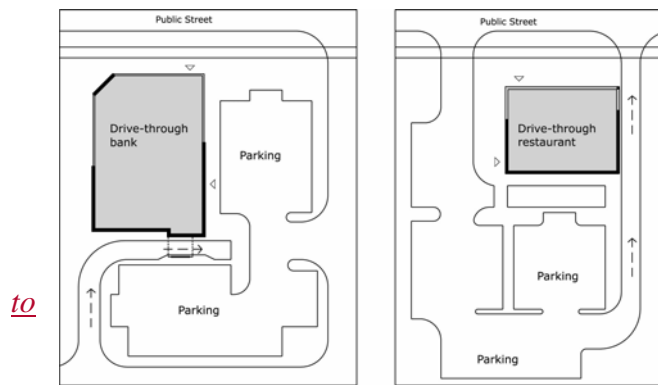 Public Street
Drive-through
bank
Parking
Parking
to
Public Street
Drive-through
restaurant
Parking
Parking